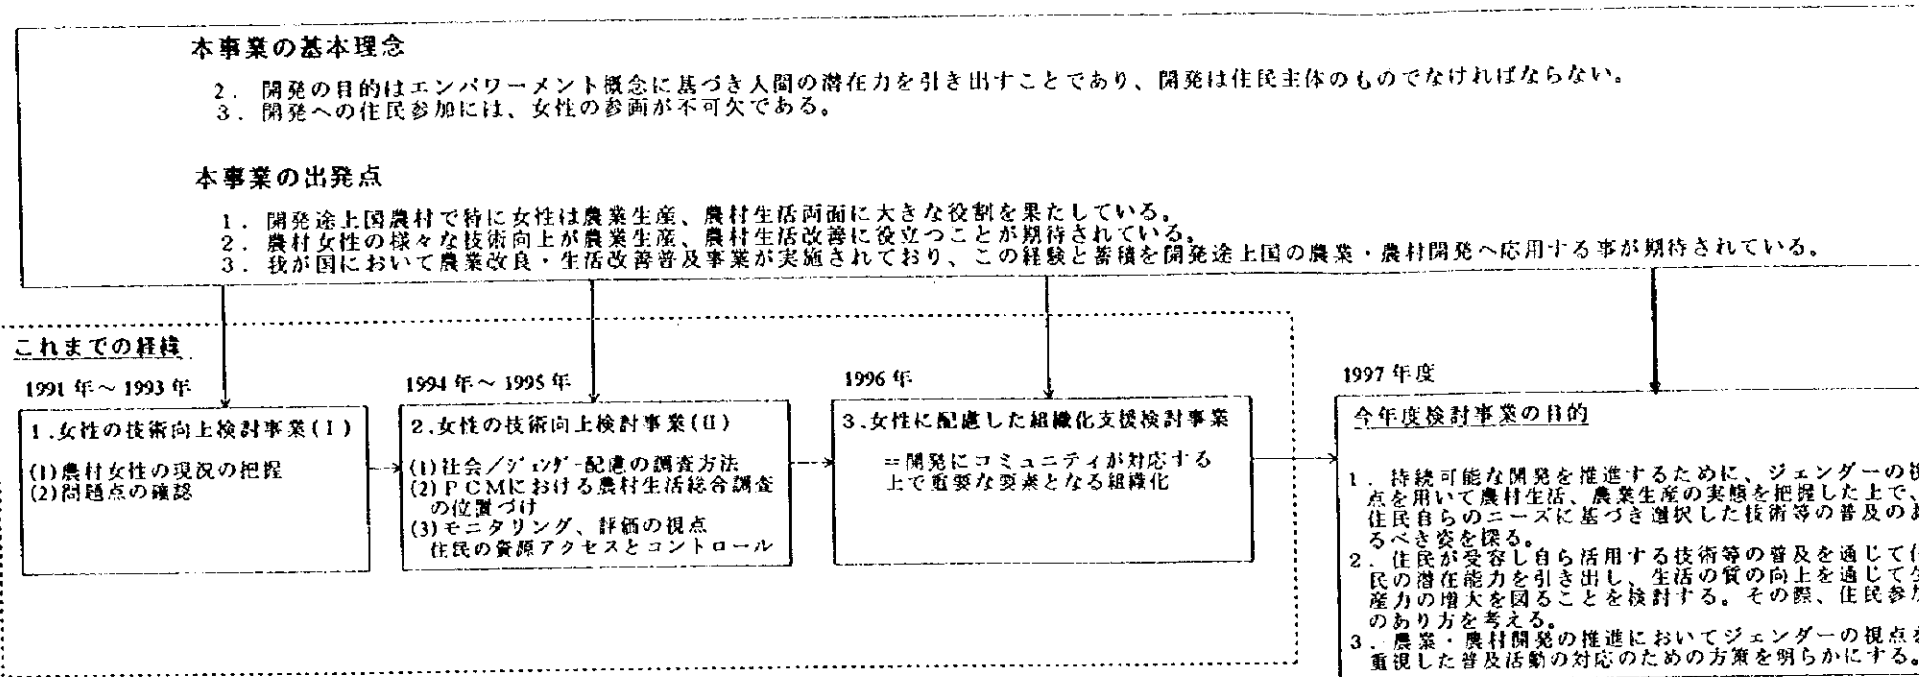 本事業の基本理念
2. 開発の目的はエンパワーメント概念に基づき人間の潜在力を引き出すことであり、開発は住民主体のものでなければならない。
3. 開発への住民参加には、女性の参画が不可欠である。
本事業の出発点
1. 開発途上国農村で特に女性は農業生産、農村生活両面に大きな役割を果たしている。
2. 農村女性の様々な技術向上が農業生産、農村生活改善に役立つことが期待されている。
3. 我が国において農業改良・生活改善普及事業が実施されており、この経験と蓄積を開発途上国の農業・農村開発へ応用する事が期待されている。
これまでの経緯
1991 年～ 1993 年
1.女性の技術向上検討事業(I)
(1)農村女性の現況の把握
(2)問題点の確認
1994 年～ 1995 年
2.女性の技術向上検討事業(II)
(1)社会／ジェンダー配慮の調査方法
(2)PCMにおける農村生活総合調査
の位置づけ
(3)モニタリング、評価の視点
住民の資源アクセスとコントロール
1996 年
3.女性に配慮した組織化支援検討事業
＝開発にコミュニティが対応する
上で重要な要素となる組織化
1997 年度
今年度検討事業の目的
1. 持続可能な開発を推進するために、ジェンダーの視
点を用いて農村生活、農業生産の実態を把握した上で、
住民自らのニーズに基づき選択した技術等の普及のあ
るべき姿を探る。
2. 住民が受容し自ら活用する技術等の普及を通じて住
民の潜在能力を引き出し、生活の質の向上を通じて生
産力の増大を図ることを検討する。その際、住民参加
のあり方を考える。
3. 農業・農村開発の推進においてジェンダーの視点を
重視した普及活動の対応のための方策を明らかにする。